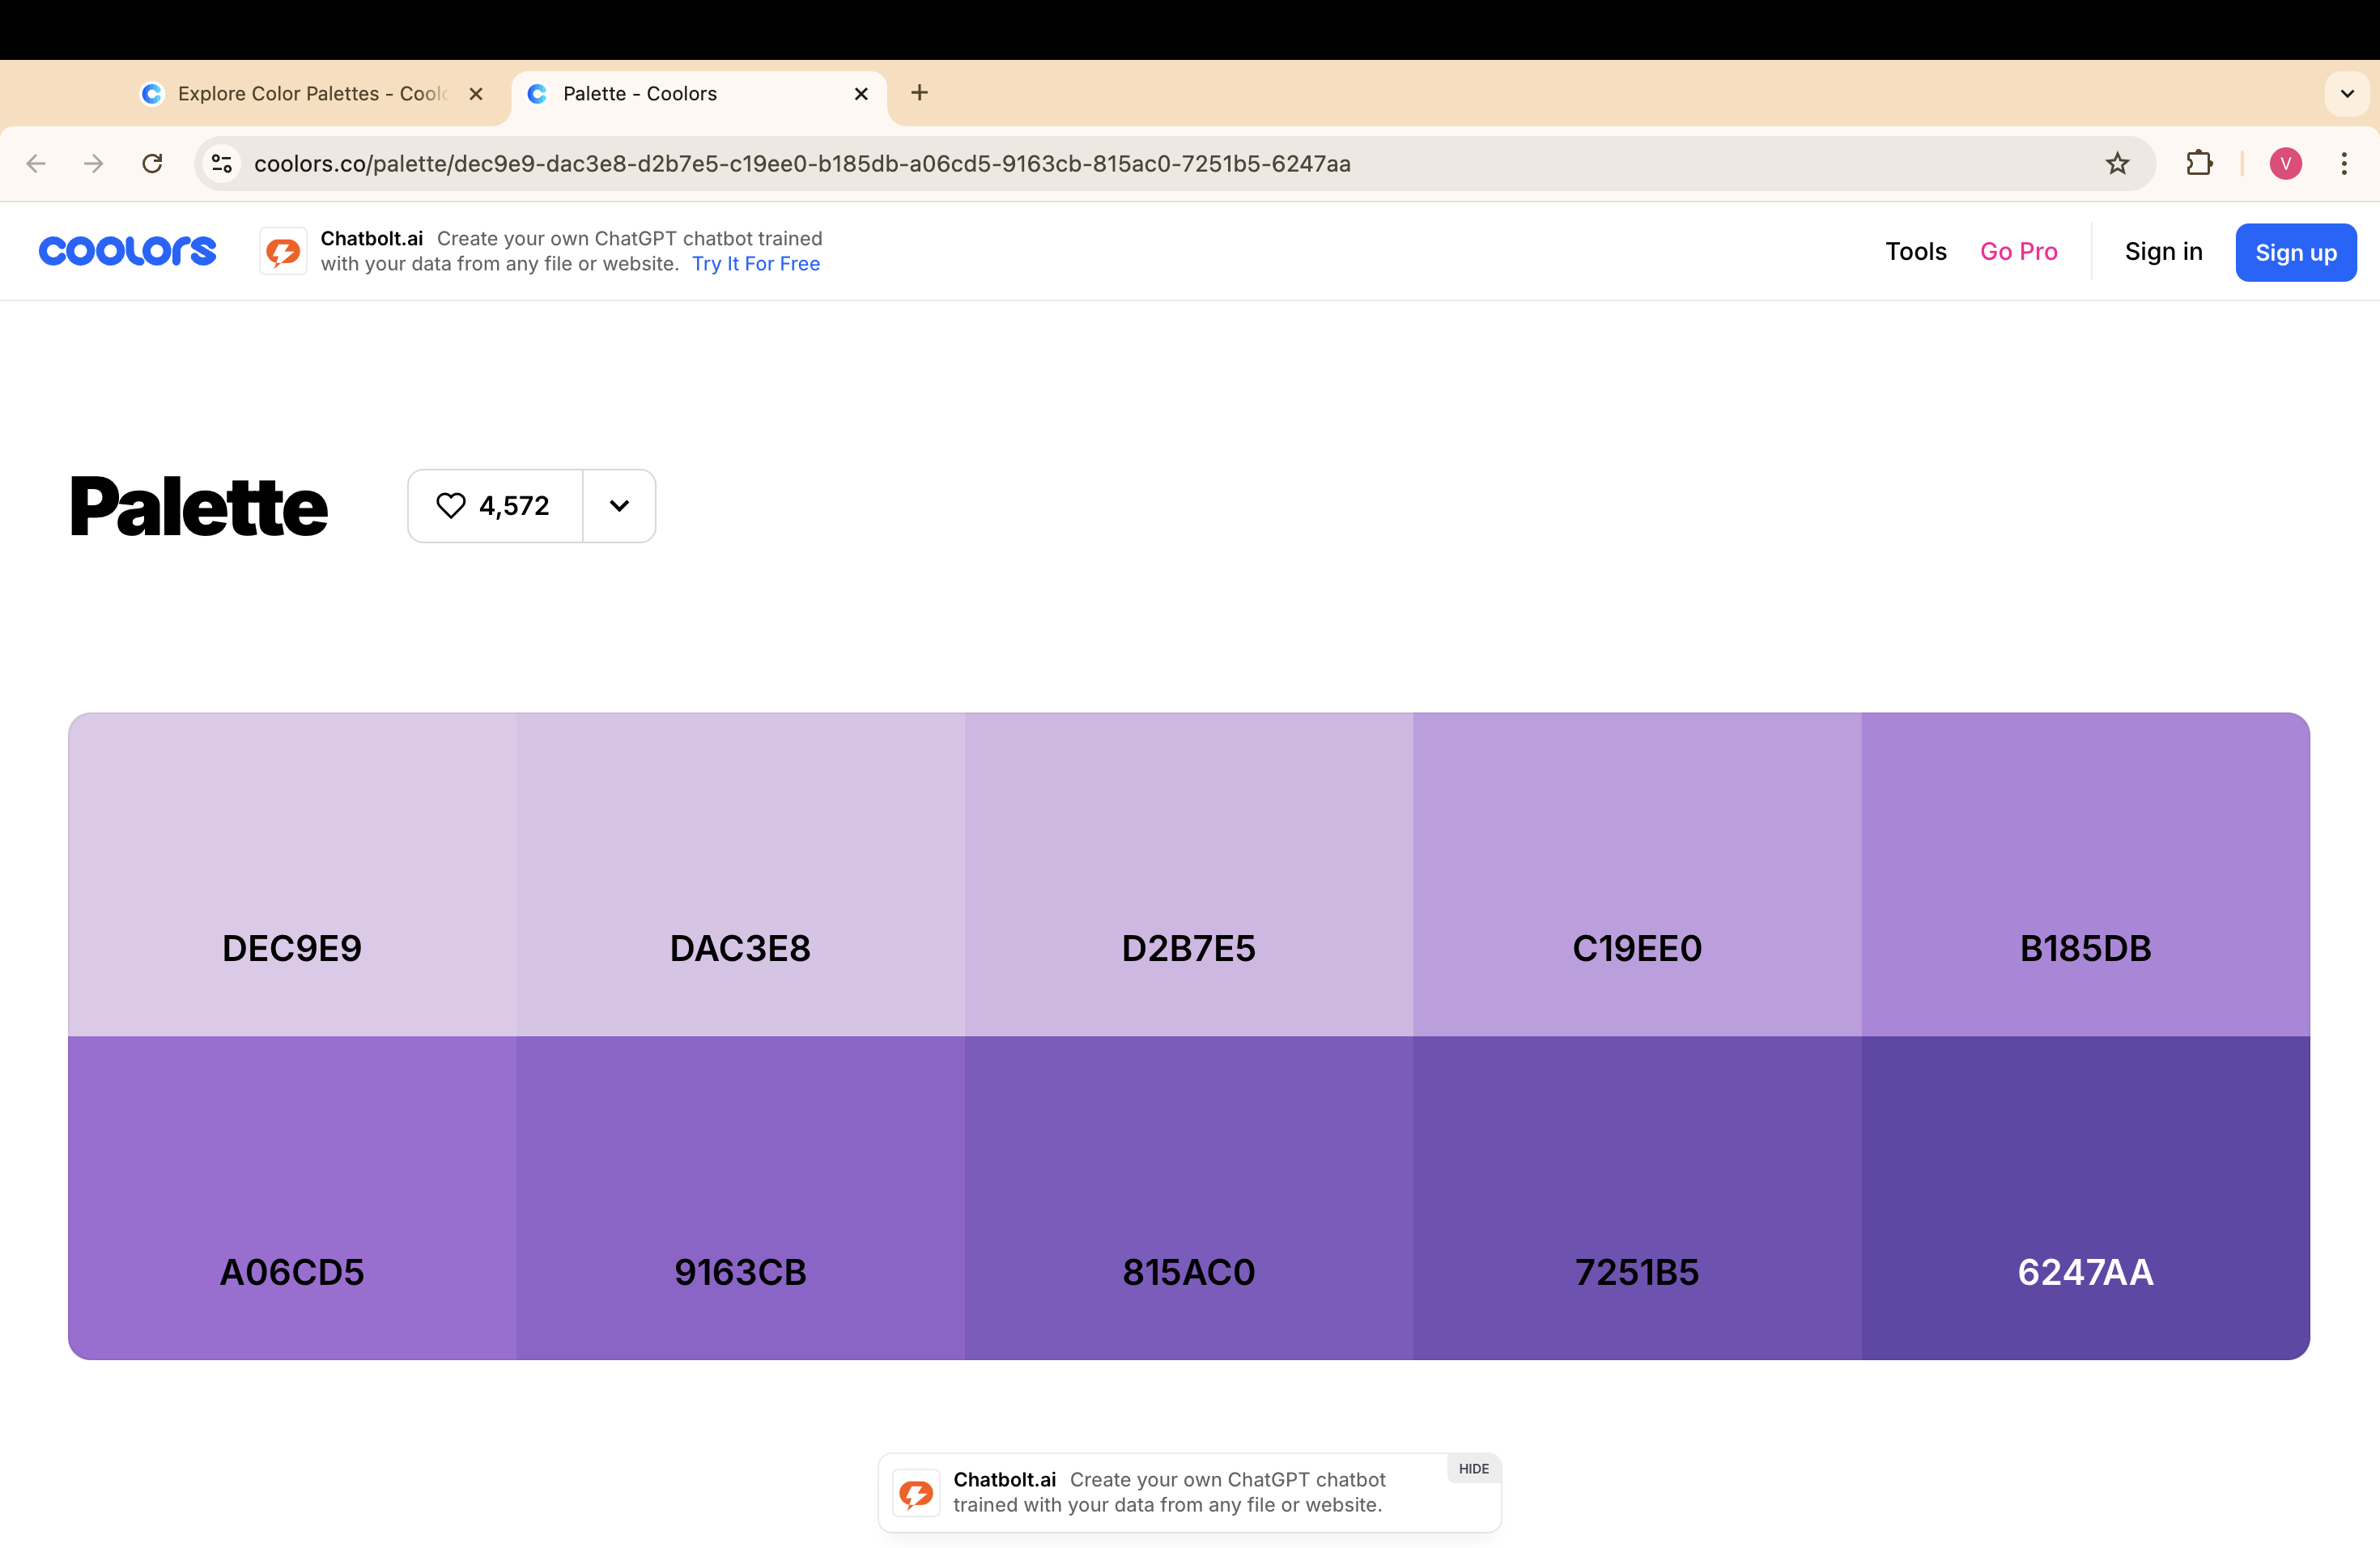 Explore Color Palettes - Coolo
Palette - Coolors
coolors.co/palette/dec9e9-dac3e8-d2b7e5-c19ee0-b185db-a06cd5-9163cb-815ac0-7251b5-6247aa
V
coolors
Chatbolt.ai Create your own ChatGPT chatbot trained
with your data from any file or website. Try It For Free
Tools
Go Pro
Sign in
Sign up
Palette
4,572
DEC9E9
DAC3E8
D2B7E5
C19EE0
B185DB
A06CD5
9163CB
815AC0
7251B5
6247AA
Chatbolt.ai Create your own ChatGPT chatbot
trained with your data from any file or website.
HIDE